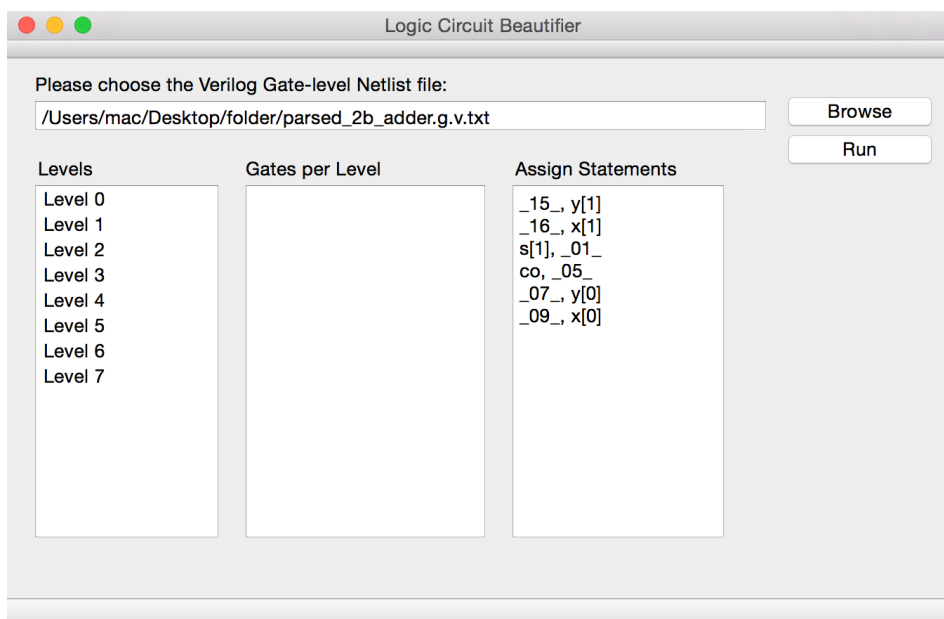 Logic Circuit Beautifier
Please choose the Verilog Gate-level Netlist file:
/Users/mac/Desktop/folder/parsed_2b_adder.g.v.txt
Browse
Run
Levels
Level 0
Level 1
Level 2
Level 3
Level 4
Level 5
Level 6
Level 7
Gates per Level
Assign Statements
_15_, y[1]
_16_, x[1]
s[1], _01_
co, _05_
_07_, y[0]
_09_, x[0]